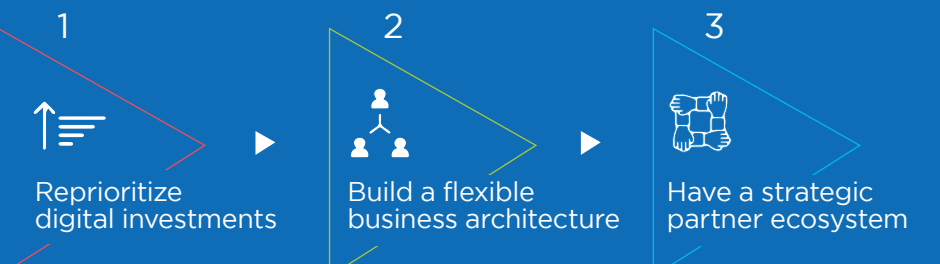 1
Reprioritize
digital investments
2
Build a flexible
business architecture
3
Have a strategic
partner ecosystem